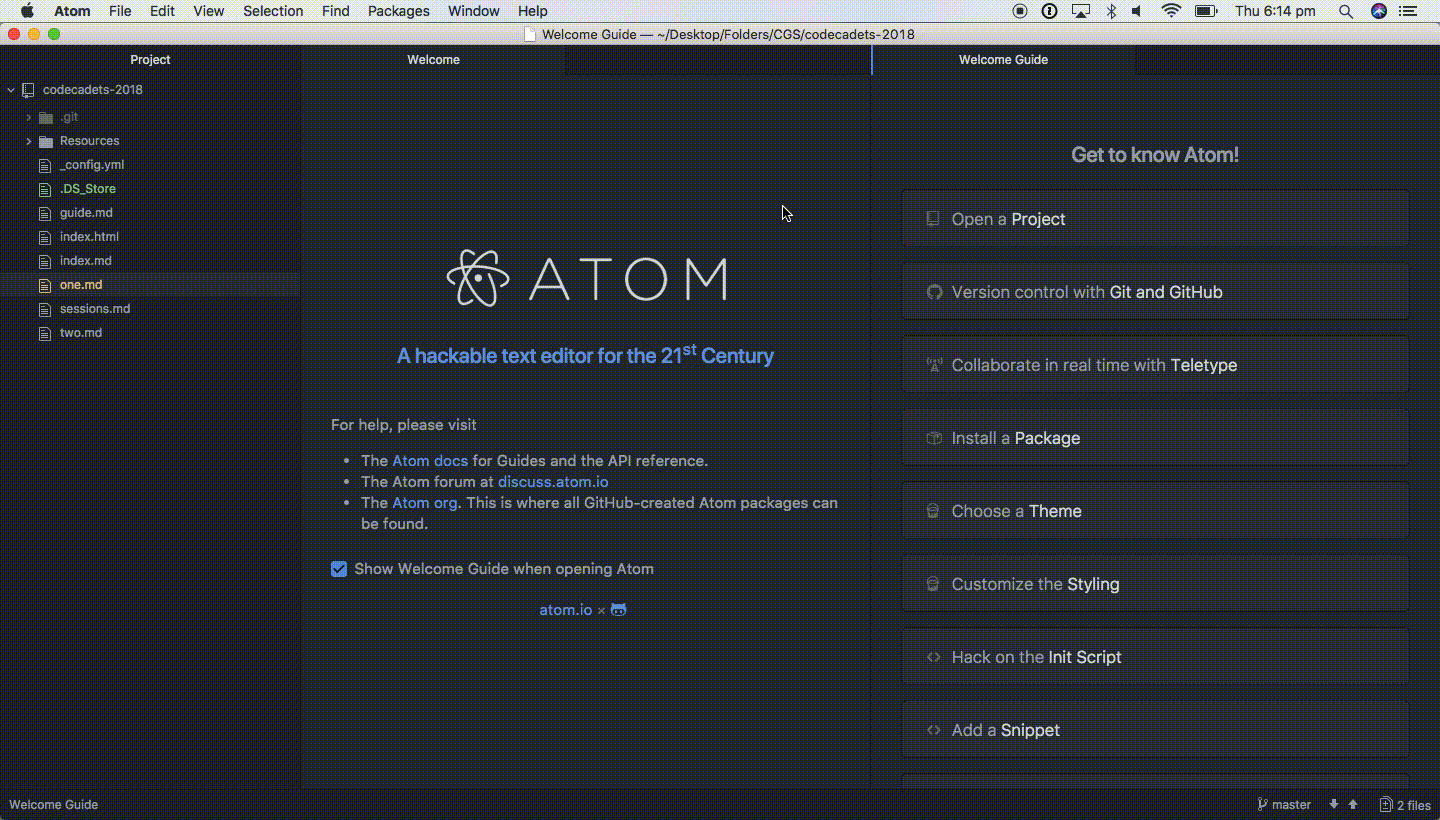 Atom File Edit View Selection Find Packages Window Help Thu 6:14 pm
Welcome Guide — ~/Desktop/Folders/CGS/codecadets-2018
Project
codecadets-2018
.git
Resources
_config.yml
.DS_Store
guide.md
index.html
index.md
one.md
sessions.md
two.md
Welcome
ATOM
A hackable text editor for the 21st Century
For help, please visit
• The Atom docs for Guides and the API reference.
• The Atom forum at discuss.atom.io
• The Atom org. This is where all GitHub-created Atom packages can
be found.
Show Welcome Guide when opening Atom
atom.io ×
Welcome Guide
Get to know Atom!
Open a Project
Version control with Git and GitHub
Collaborate in real time with Teletype
Install a Package
Choose a Theme
Customize the Styling
Hack on the Init Script
Add a Snippet
Welcome Guide
master
2 files